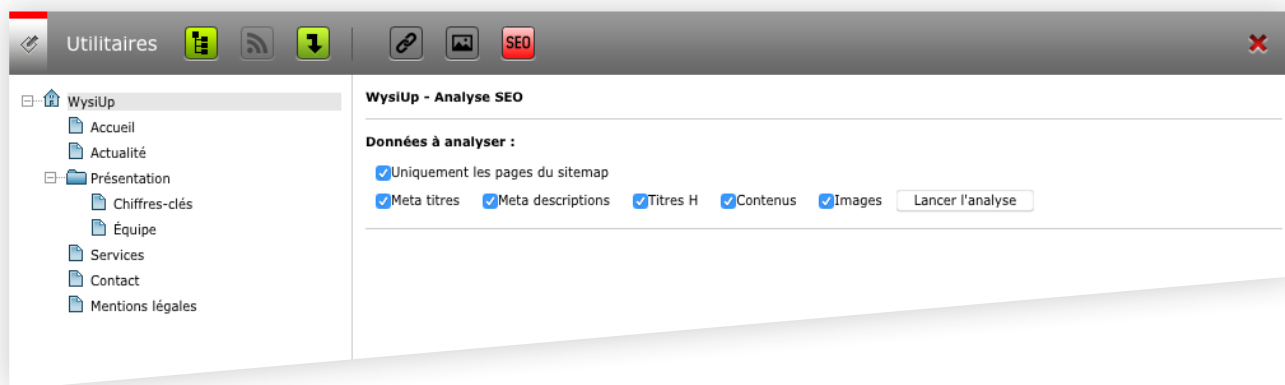 Utilitaires
SEO
WysiUp
Accueil
Actualité
Présentation
Chiffres-clés
Équipe
Services
Contact
Mentions légales
WysiUp - Analyse SEO
Données à analyser :
Uniquement les pages du sitemap
Meta titres Meta descriptions Titres H Contenus Images Lancer l'analyse